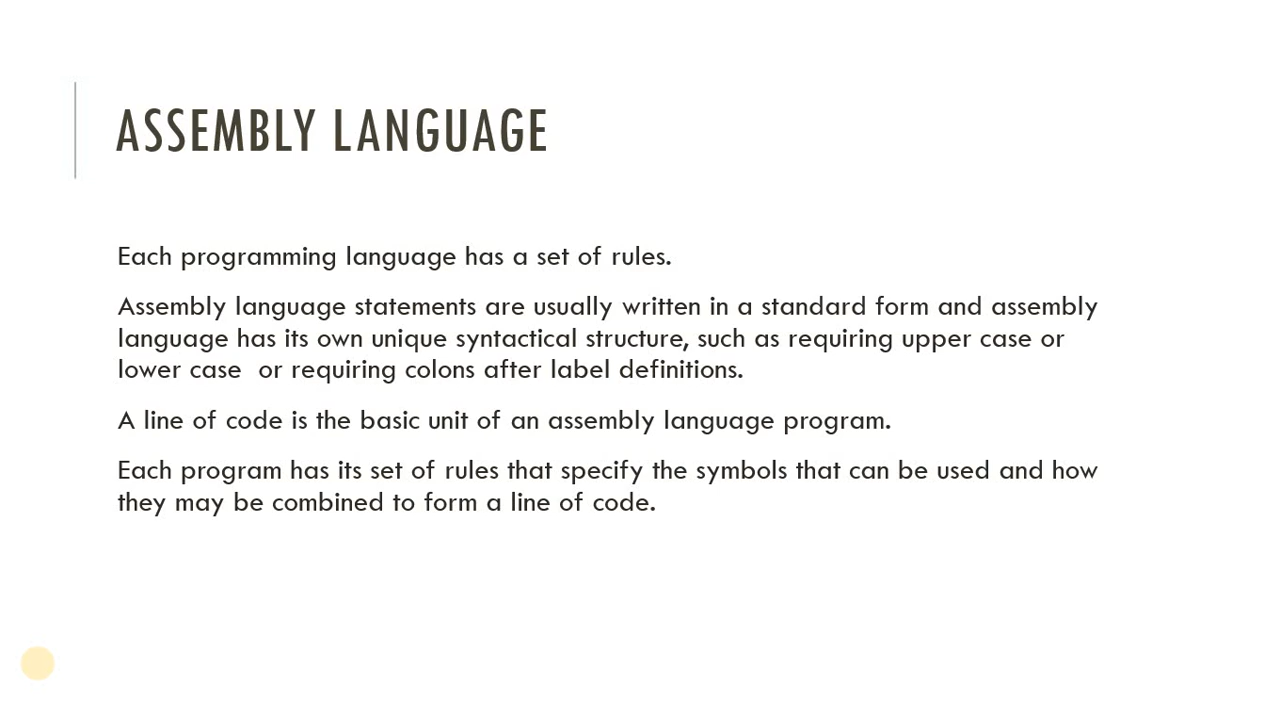 ASSEMBLY LANGUAGE
Each programming language has a set of rules.
Assembly language statements are usually written in a standard form and assembly
language has its own unique syntactical structure, such as requiring upper case or
lower case  or requiring colons after label definitions.
A line of code is the basic unit of an assembly language program.
Each program has its set of rules that specify the symbols that can be used and how
they may be combined to form a line of code.